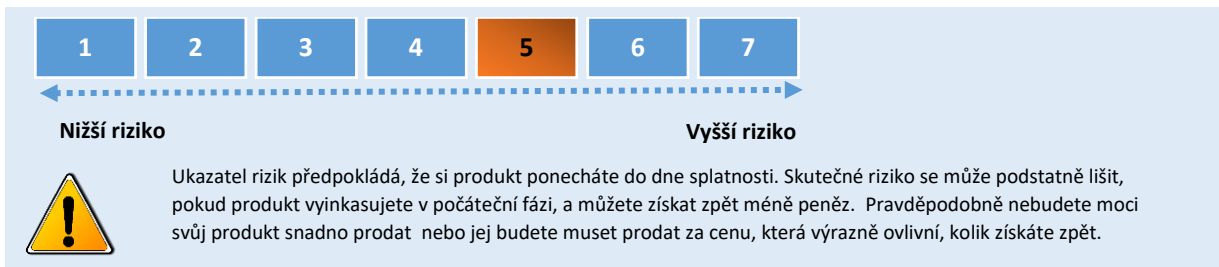 1 2 3 4 5 6 7
Nižší riziko Vyšší riziko
Ukazatel rizik předpokládá, že si produkt ponecháte do dne splatnosti. Skutečné riziko se může podstatně lišit,
pokud produkt vyinkasujete v počáteční fázi, a můžete získat zpět méně peněz. Pravděpodobně nebudete moci
svůj produkt snadno prodat nebo jej budete muset prodat za cenu, která výrazně ovlivní, kolik získáte zpět.